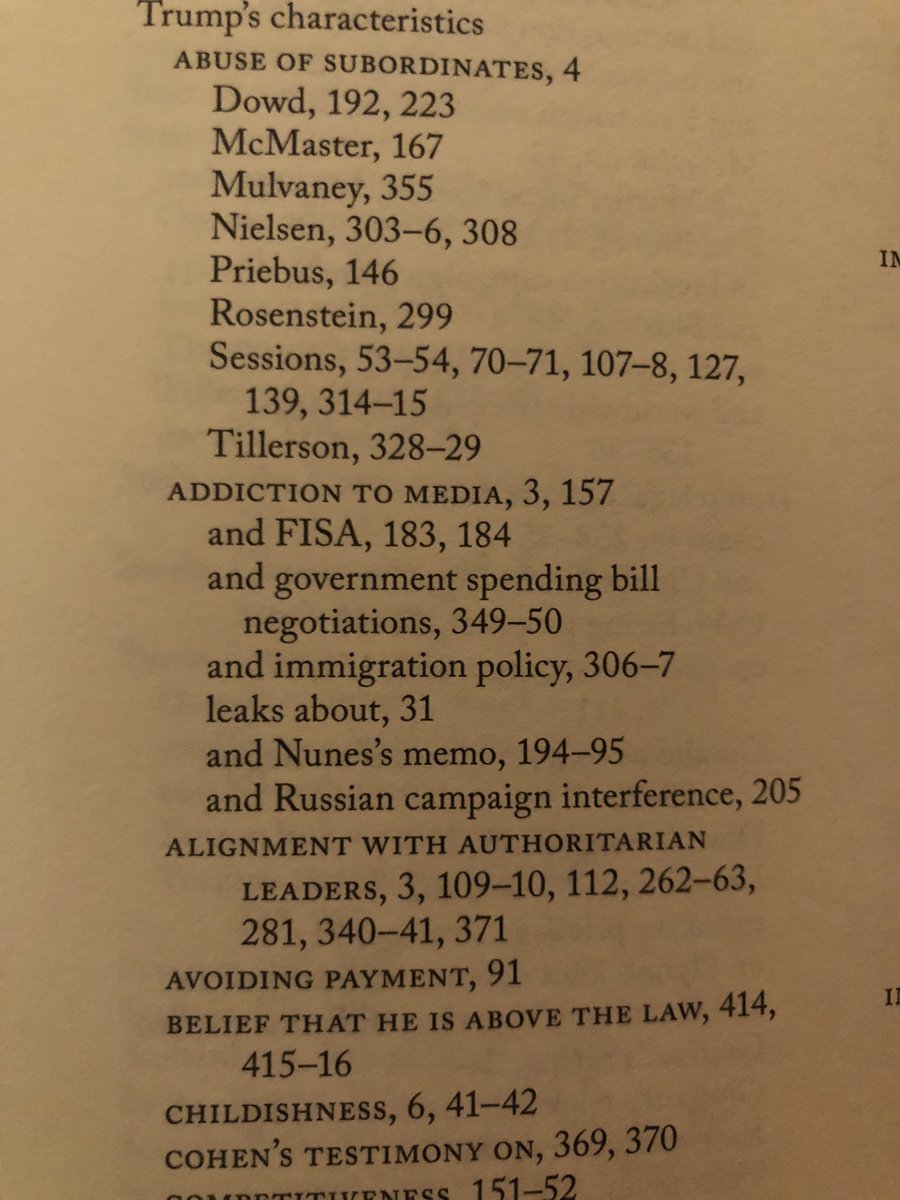 Trump's characteristics
ABUSE OF SUBORDINATES, 4
Dowd, 192, 223
McMaster, 167
Mulvaney, 355
Nielsen, 303–6, 308
Priebus, 146
Rosenstein, 299
Sessions, 53–54, 70–71, 107–8, 127,
139, 314–15
Tillerson, 328–29
ADDICTION TO MEDIA, 3, 157
and FISA, 183, 184
and government spending bill
negotiations, 349–50
and immigration policy, 306–7
leaks about, 31
and Nunes's memo, 194–95
and Russian campaign interference, 205
ALIGNMENT WITH AUTHORITARIAN
LEADERS, 3, 109–10, 112, 262–63,
281, 340–41, 371
AVOIDING PAYMENT, 91
BELIEF THAT HE IS ABOVE THE LAW, 414,
415–16
CHILDISHNESS, 6, 41–42
COHEN'S TESTIMONY ON, 369, 370
COMPETITIVENESS, 151–52